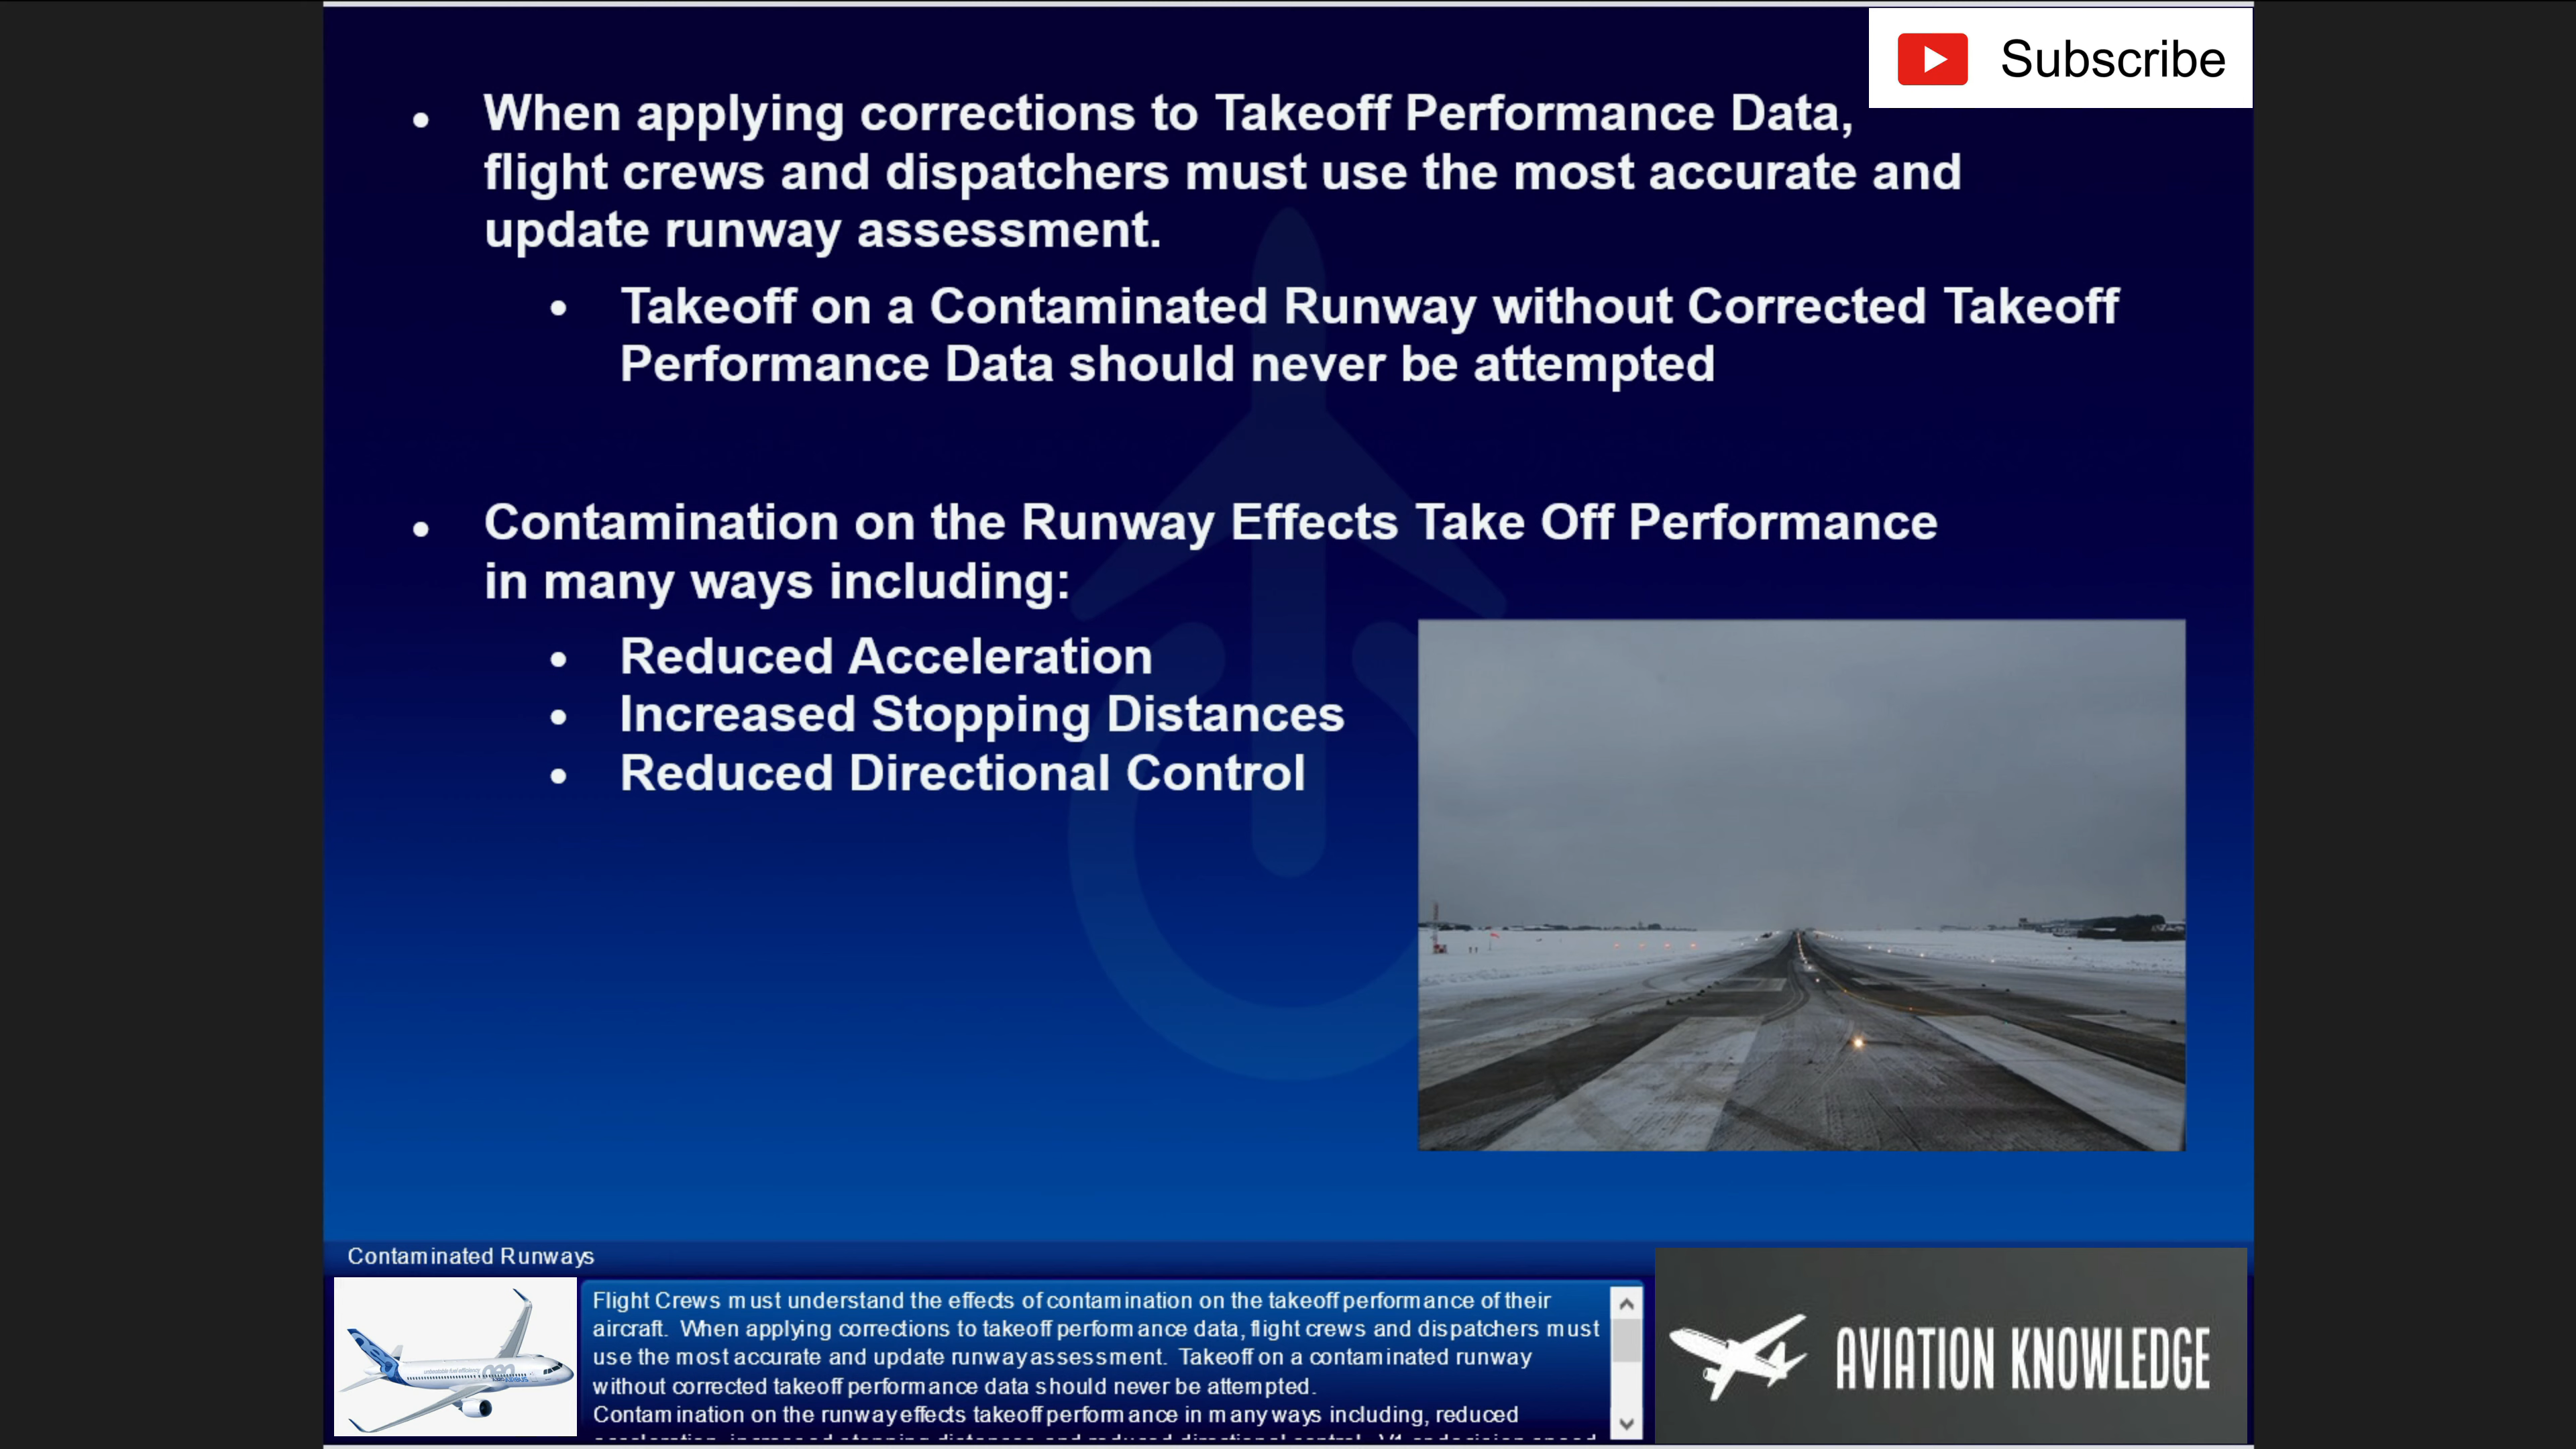 Subscribe
• When applying corrections to Takeoff Performance Data,
flight crews and dispatchers must use the most accurate and
update runway assessment.
• Takeoff on a Contaminated Runway without Corrected Takeoff
Performance Data should never be attempted
• Contamination on the Runway Effects Take Off Performance
in many ways including:
• Reduced Acceleration
• Increased Stopping Distances
• Reduced Directional Control
Contaminated Runways
Flight Crews must understand the effects of contamination on the takeoff performance of their
aircraft. When applying corrections to takeoff performance data, flight crews and dispatchers must
use the most accurate and update runway assessment. Takeoff on a contaminated runway
without corrected takeoff performance data should never be attempted.
Contamination on the runway effects takeoff performance in many ways including, reduced
neo
AVIATION KNOWLEDGE